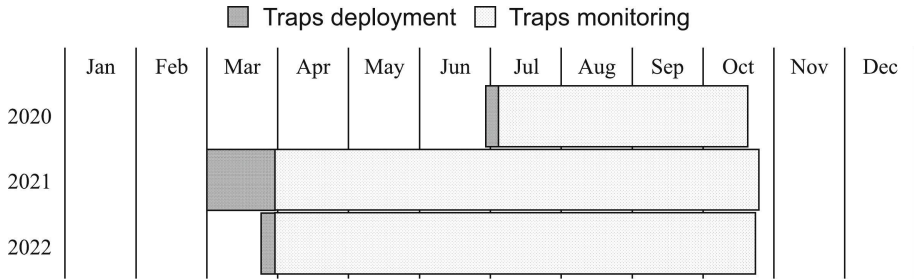 Traps deployment Traps monitoring
Jan Feb Mar Apr May Jun Jul Aug Sep Oct Nov Dec
2020
2021
2022